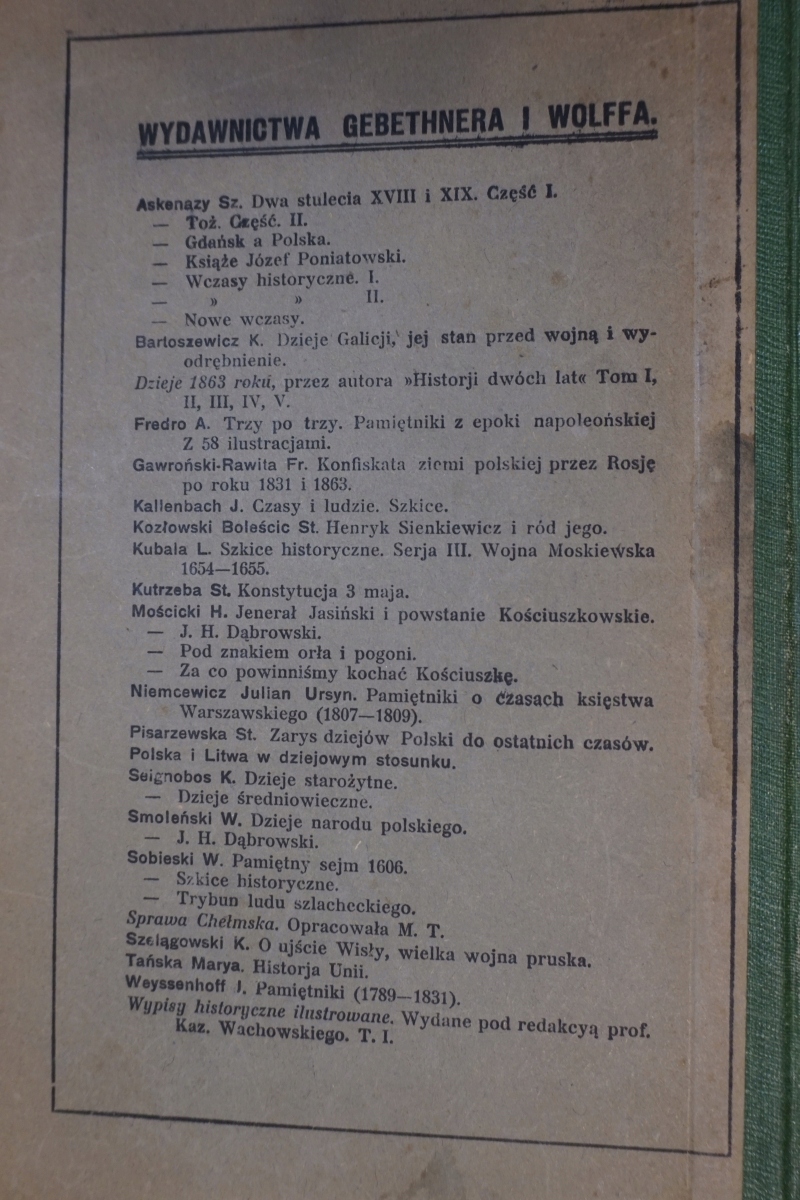 WYDAWNICTWA GEBETHNERA I WOLFFA.
Askenazy Sz. Dwa stulecia XVIII i XIX. Część I.
— Toż. Część. II.
— Gdańsk a Polska.
— Książe Józef Poniatowski.
— Wczasy historyczne. I.
— » » II.
— Nowe wczasy.
Bartoszewicz K. Dzieje Galicji, jej stan przed wojną i wy-
odrębnienie.
Dzieje 1863 roku, przez autora »Historji dwóch lat« Tom I,
II, III, IV, V.
Fredro A. Trzy po trzy. Pamiętniki z epoki napoleońskiej
Z 58 ilustracjami.
Gawroński-Rawita Fr. Konfiskata ziemi polskiej przez Rosję
po roku 1831 i 1863.
Kallenbach J. Czasy i ludzie. Szkice.
Kozłowski Boleścic St. Henryk Sienkiewicz i ród jego.
Kubala L. Szkice historyczne. Serja III. Wojna Moskiewska
1654—1655.
Kutrzeba St. Konstytucja 3 maja.
Mościcki H. Jenerał Jasiński i powstanie Kościuszkowskie.
— J. H. Dąbrowski.
— Pod znakiem orła i pogoni.
— Za co powinniśmy kochać Kościuszkę.
Niemcewicz Julian Ursyn. Pamiętniki o czasach księstwa
Warszawskiego (1807—1809).
Pisarzewska St. Zarys dziejów Polski do ostatnich czasów.
Polska i Litwa w dziejowym stosunku.
Seignobos K. Dzieje starożytne.
— Dzieje średniowieczne.
Smoleński W. Dzieje narodu polskiego.
— J. H. Dąbrowski.
Sobieski W. Pamiętny sejm 1606.
— Szkice historyczne.
— Trybun ludu szlacheckiego.
Sprawa Chełmska. Opracowała M. T.
Szelągowski K. O ujście Wisły, wielka wojna pruska.
Tańska Marya. Historja Unii.
Weyssenhoff J. Pamiętniki (1789—1831).
Wypisy historyczne ilustrowane. Wydane pod redakcyą prof.
Kaz. Wachowskiego. T. I.